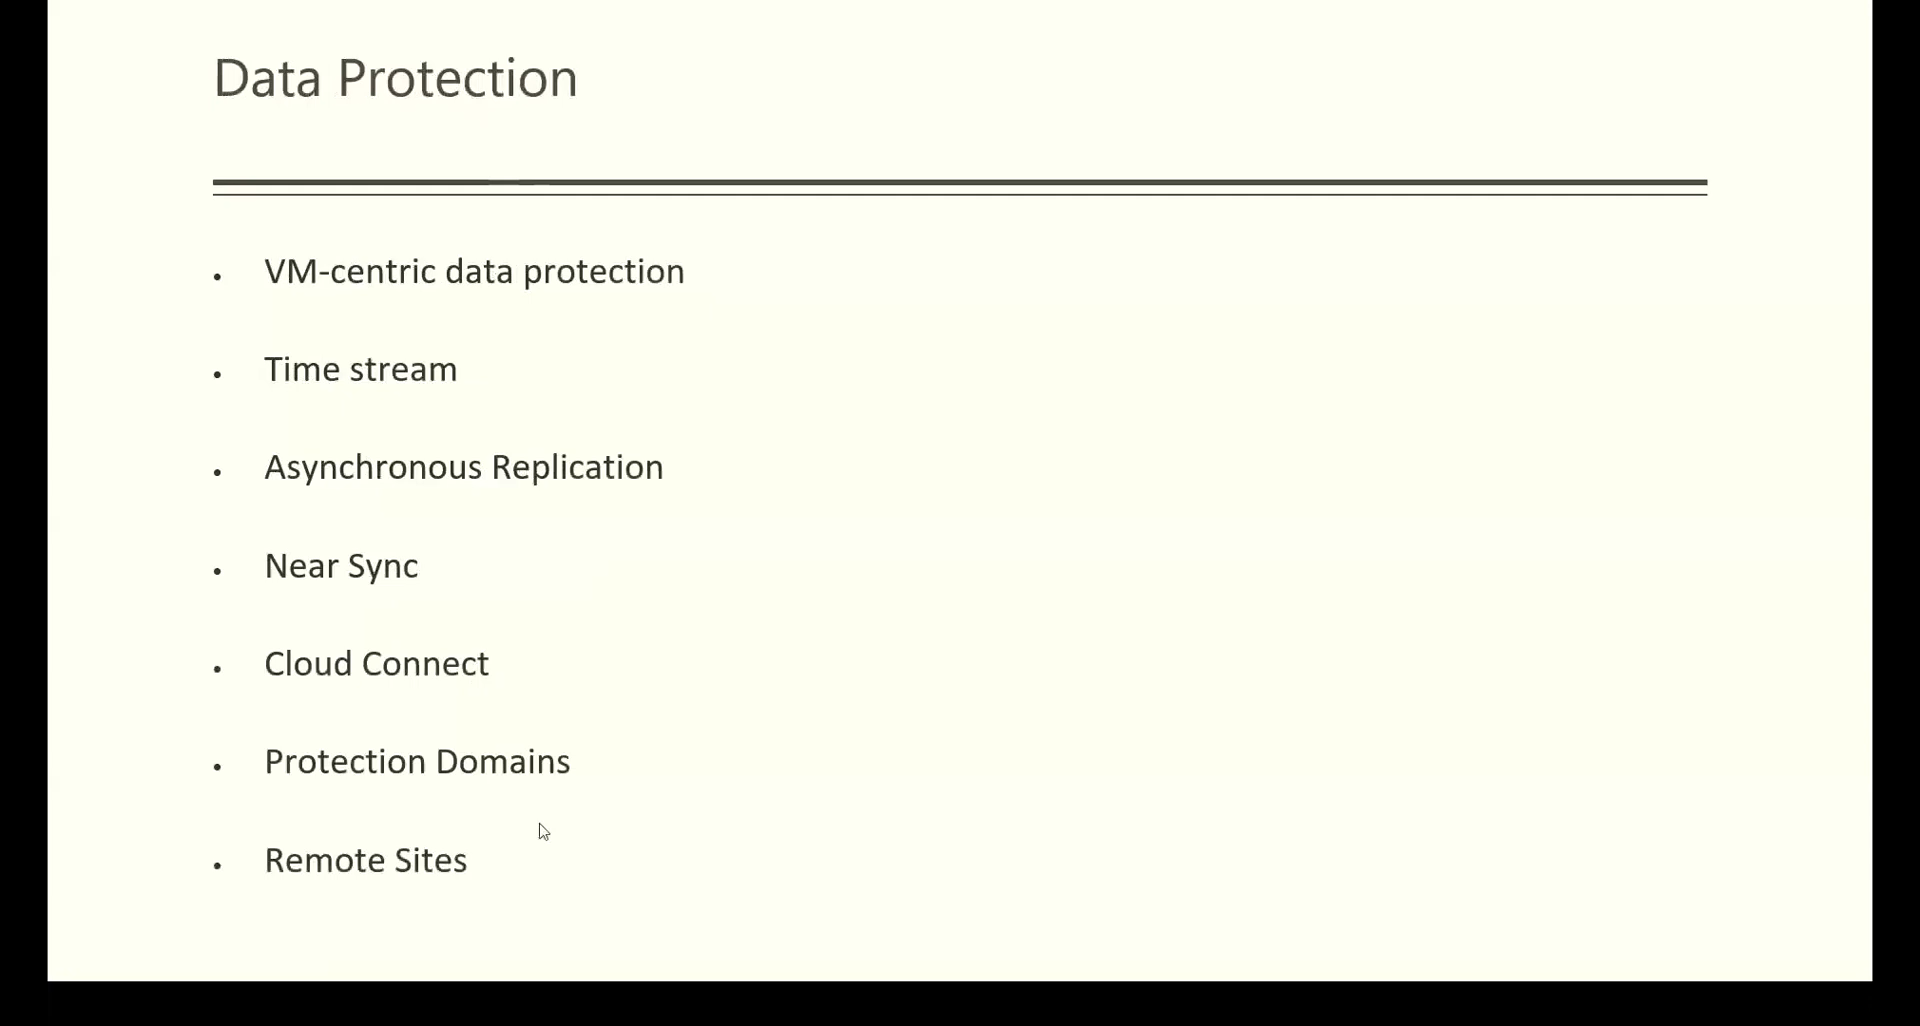 Data Protection
VM-centric data protection
Time stream
Asynchronous Replication
Near Sync
Cloud Connect
Protection Domains
Remote Sites